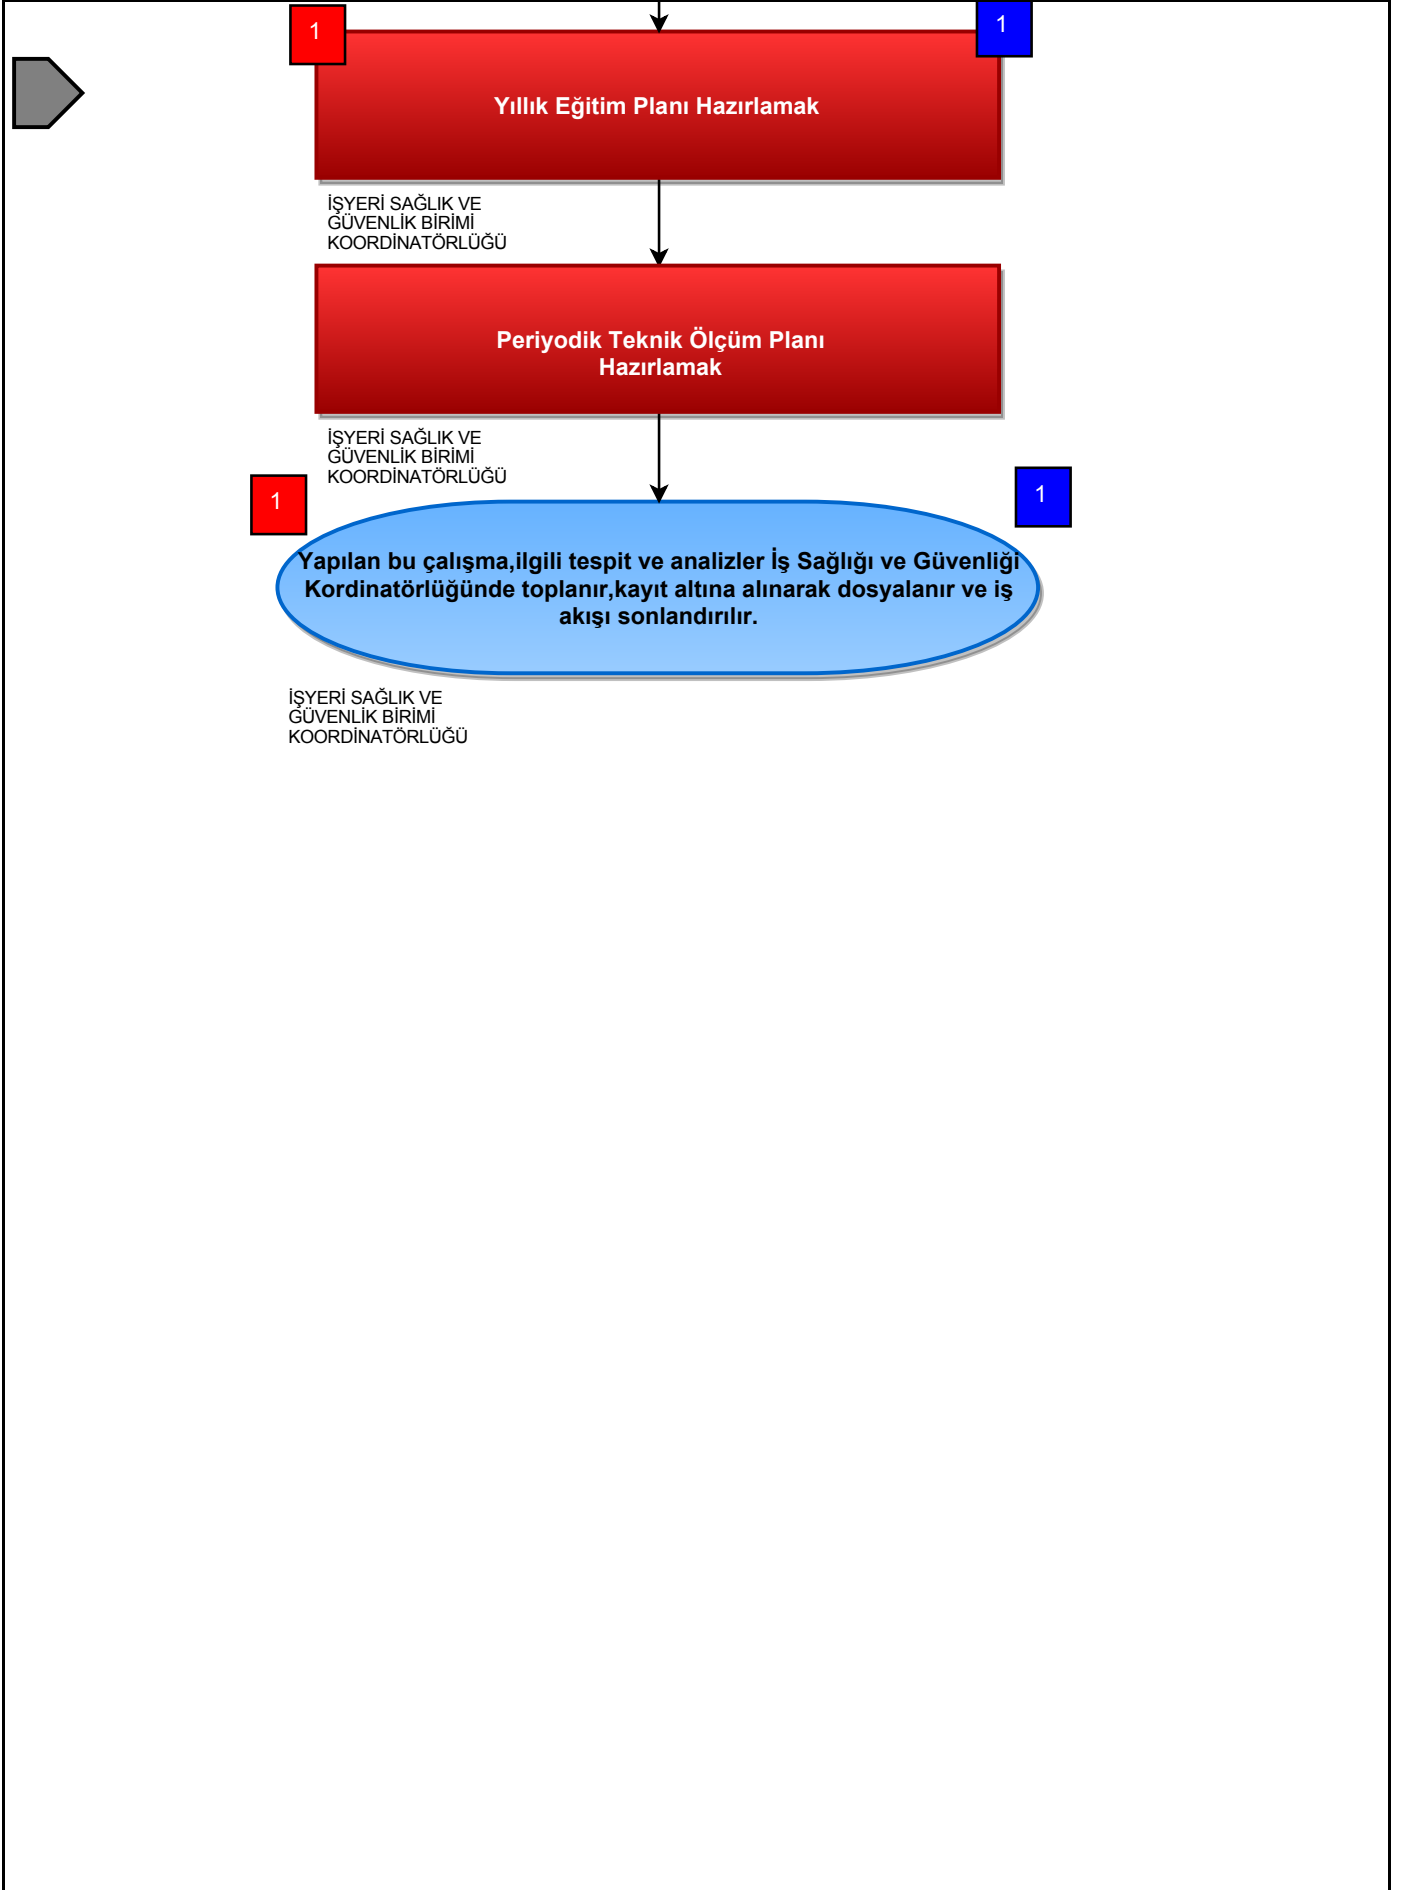 1
1
Yıllık Eğitim Planı Hazırlamak
İŞYERİ SAĞLIK VE
GÜVENLİK BİRİMİ
KOORDİNATÖRLÜĞÜ
Periyodik Teknik Ölçüm Planı
Hazırlamak
İŞYERİ SAĞLIK VE
GÜVENLİK BİRİMİ
KOORDİNATÖRLÜĞÜ
1
1
Yapılan bu çalışma,ilgili tespit ve analizler İş Sağlığı ve Güvenliği
Kordinatörlüğünde toplanır,kayıt altına alınarak dosyalanır ve iş
akışı sonlandırılır.
İŞYERİ SAĞLIK VE
GÜVENLİK BİRİMİ
KOORDİNATÖRLÜĞÜ